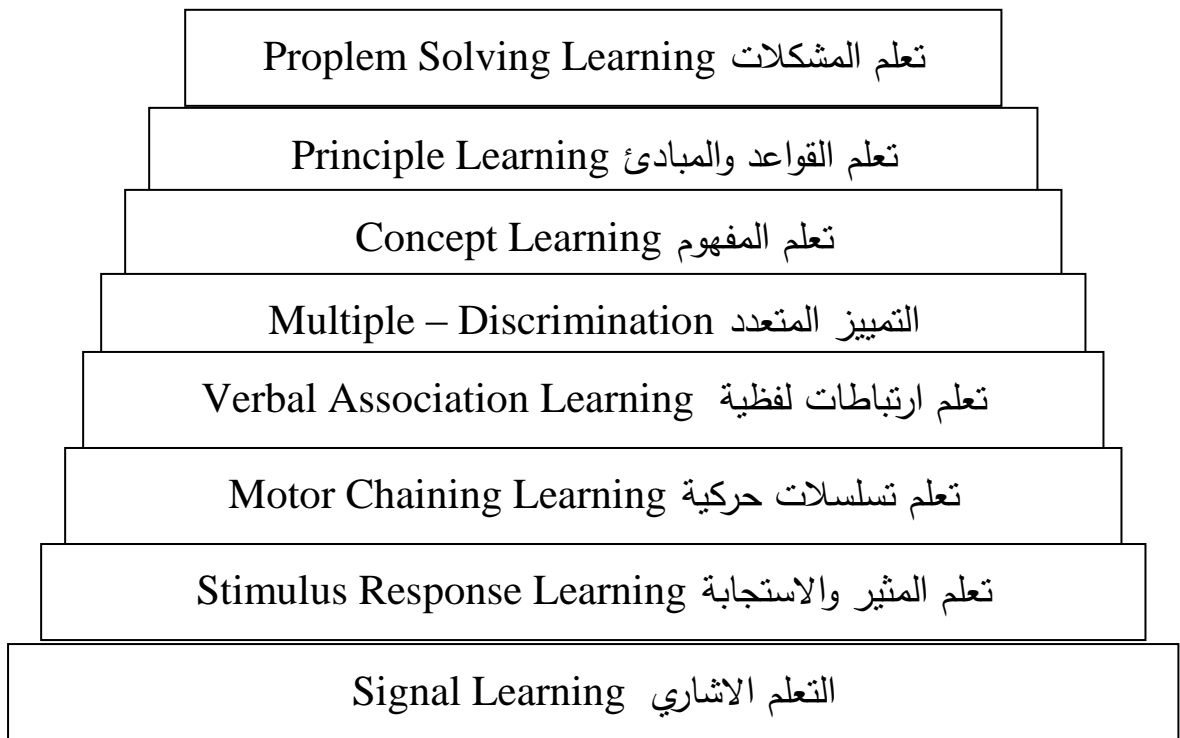 تعلم المشكلات Proplem Solving Learning
تعلم القواعد والمبادئ Principle Learning
تعلم المفهوم Concept Learning
التمييز المتعدد Multiple – Discrimination
تعلم ارتباطات لفظية Verbal Association Learning
تعلم تسلسلات حركية Motor Chaining Learning
تعلم المثير والاستجابة Stimulus Response Learning
التعلم الاشاري Signal Learning